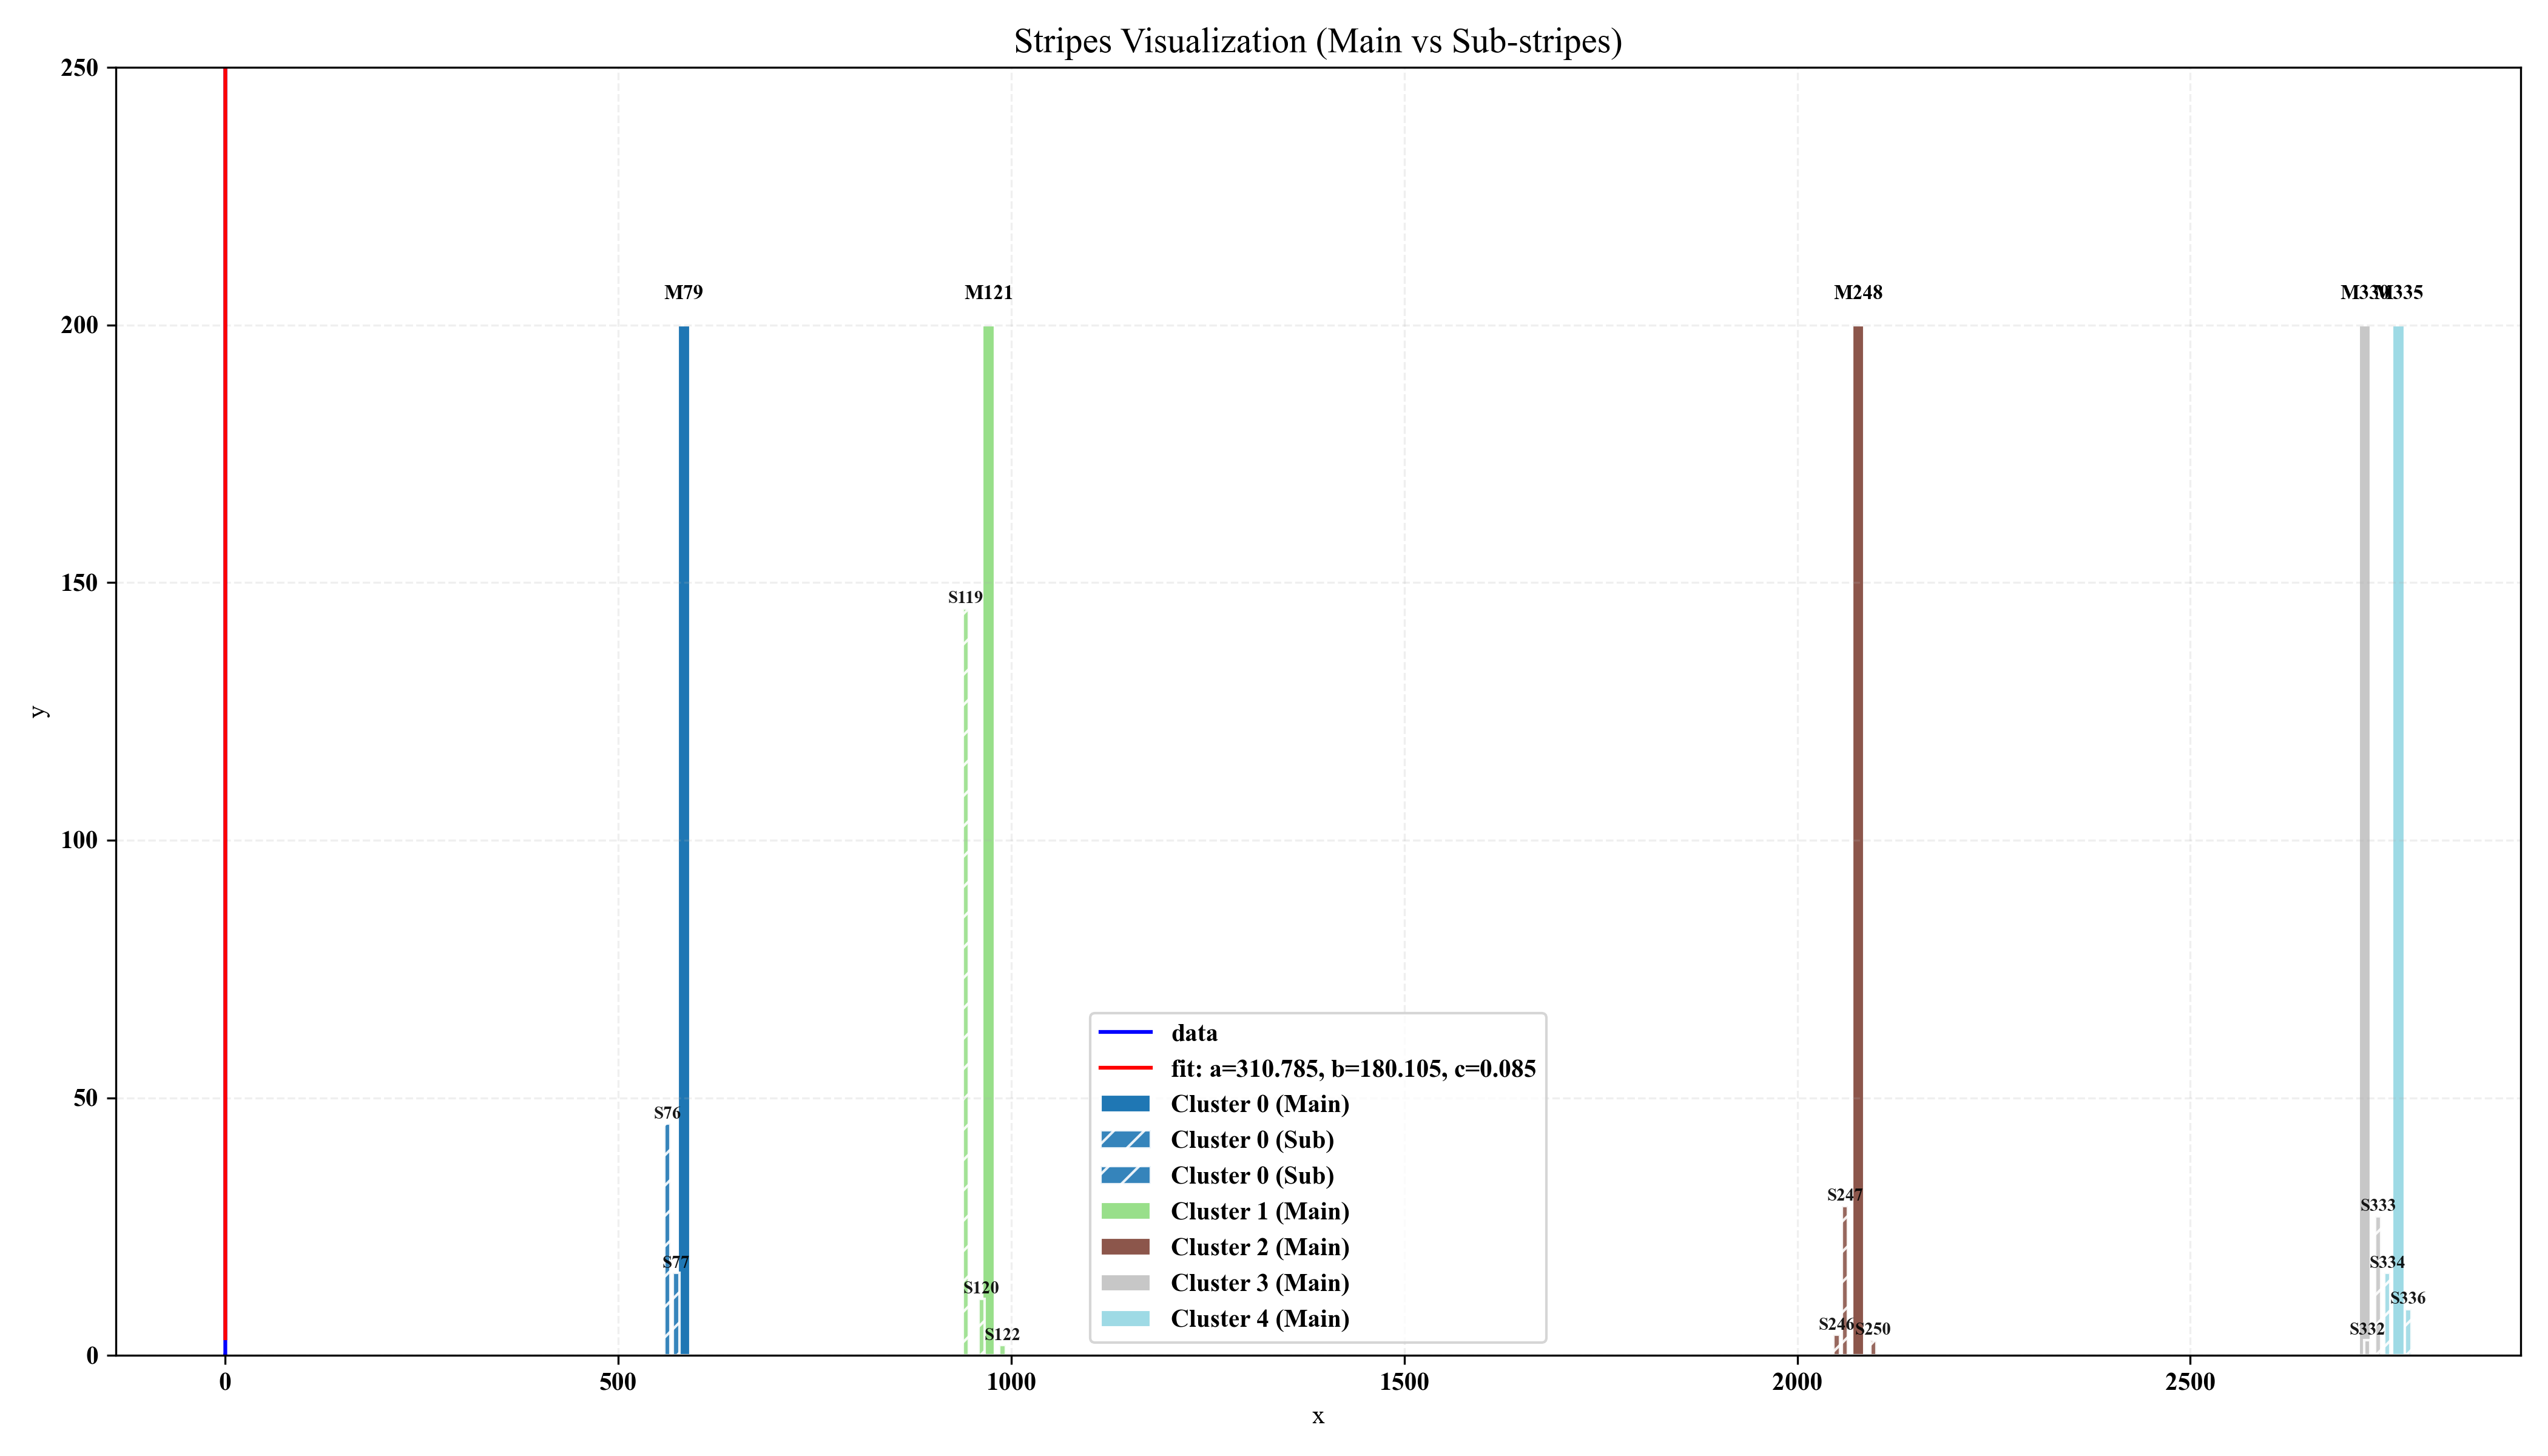 Stripes Visualization (Main vs Sub-stripes)
250
200
150
100
50
0
y
M79
M121
M248
M335
S119
S76
S77
S120
S122
S247
S246
S250
S333
S334
S336
S332
data
fit: a=310.785, b=180.105, c=0.085
Cluster 0 (Main)
Cluster 0 (Sub)
Cluster 0 (Sub)
Cluster 1 (Main)
Cluster 2 (Main)
Cluster 3 (Main)
Cluster 4 (Main)
0
500
1000
1500
2000
2500
x